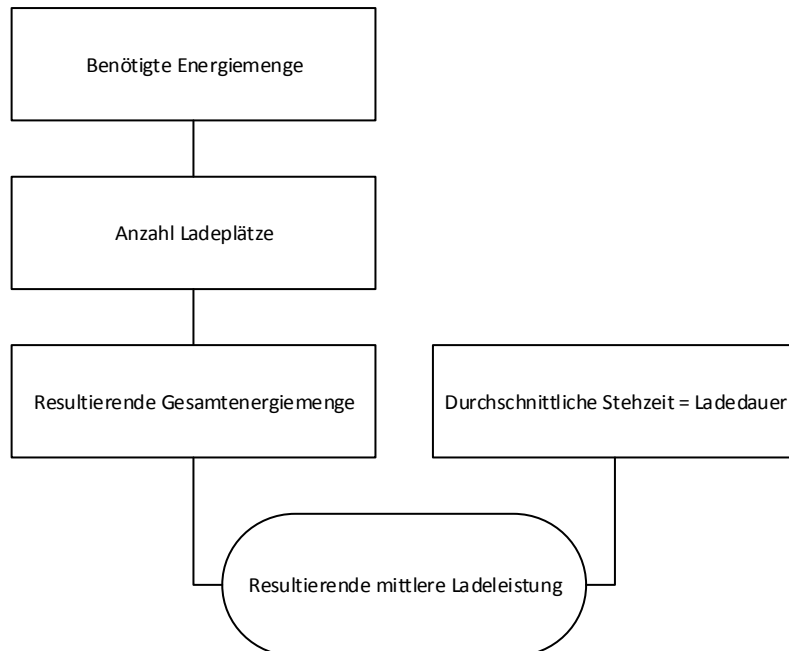 Benötigte Energiemenge
Anzahl Ladeplätze
Resultierende Gesamtenergiemenge
Durchschnittliche Stehzeit = Ladedauer
Resultierende mittlere Ladeleistung